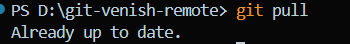 PS D:\git-venish-remote> git pull
Already up to date.